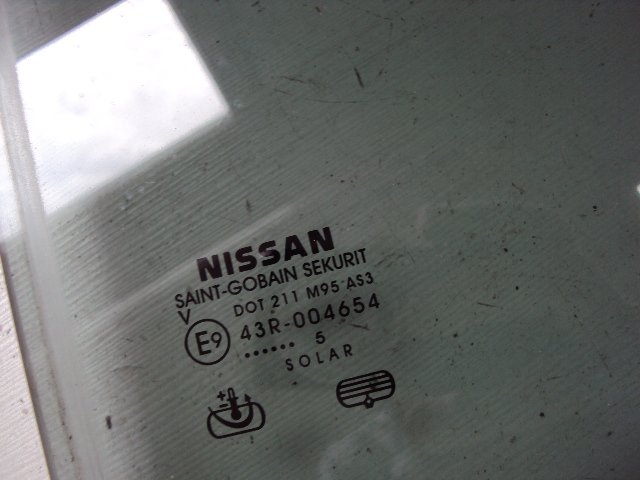 NISSAN
SAINT-GOBAIN SEKURIT
V DOT 211 M95 AS3
E9 43R-004654
...... 5
SOLAR